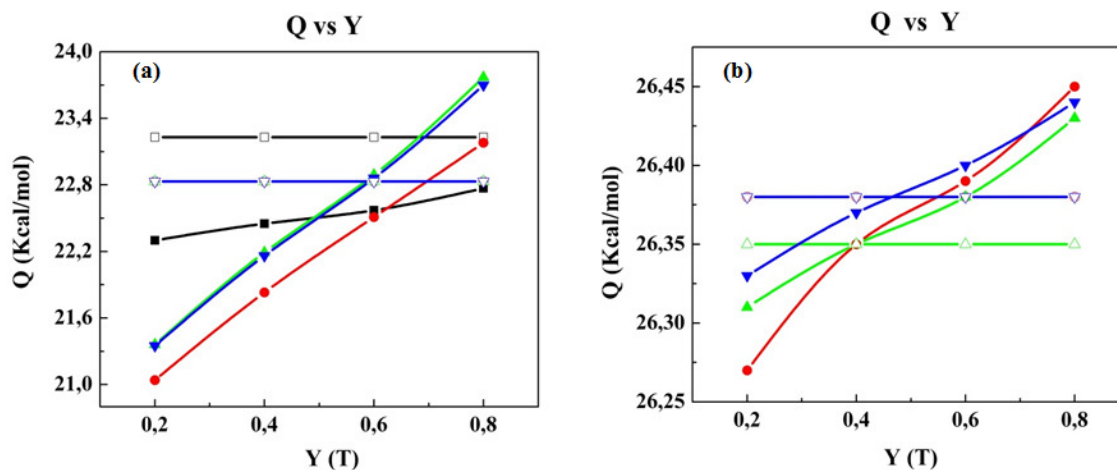 Q vs Y
(a)
24,0
23,4
22,8
22,2
21,6
21,0
Q (Kcal/mol)
0,2 0,4 0,6 0,8
Y (T)
Q vs Y
(b)
26,45
26,40
26,35
26,30
26,25
Q (Kcal/mol)
0,2 0,4 0,6 0,8
Y (T)